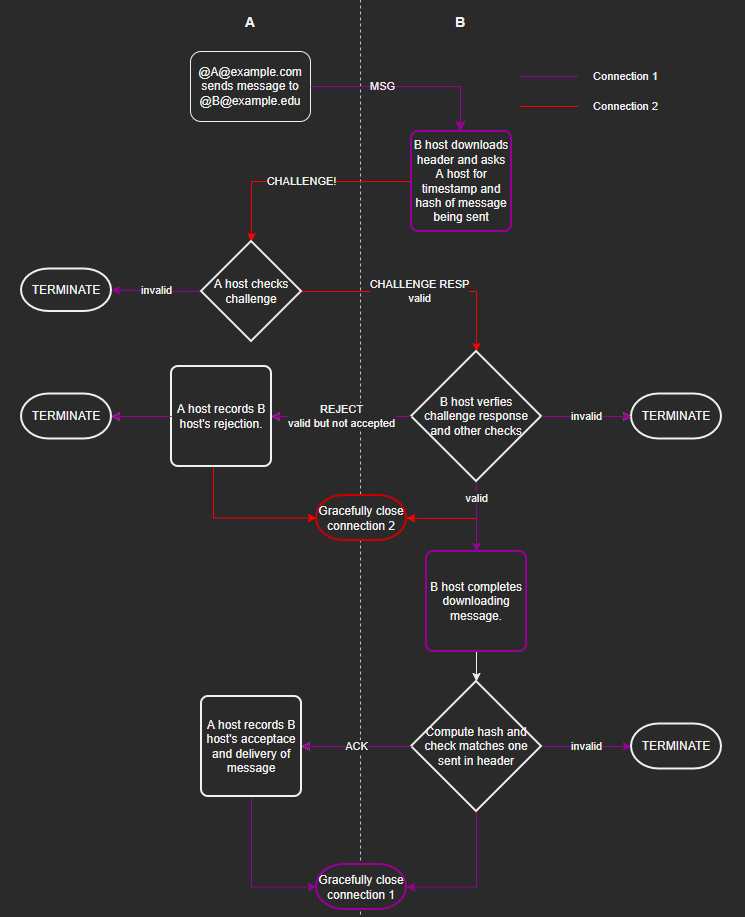 A
B
@A@example.com
sends message to
@B@example.edu
MSG
Connection 1
Connection 2
B host downloads
header and asks
A host for
timestamp and
hash of message
being sent
CHALLENGE!
A host checks
challenge
invalid
TERMINATE
CHALLENGE RESP
valid
B host verfies
challenge response
and other checks
invalid
TERMINATE
REJECT
valid but not accepted
A host records B
host's rejection.
TERMINATE
valid
Gracefully close
connection 2
B host completes
downloading
message.
Compute hash and
check matches one
sent in header
invalid
TERMINATE
ACK
A host records B
host's acceptace
and delivery of
message
Gracefully close
connection 1